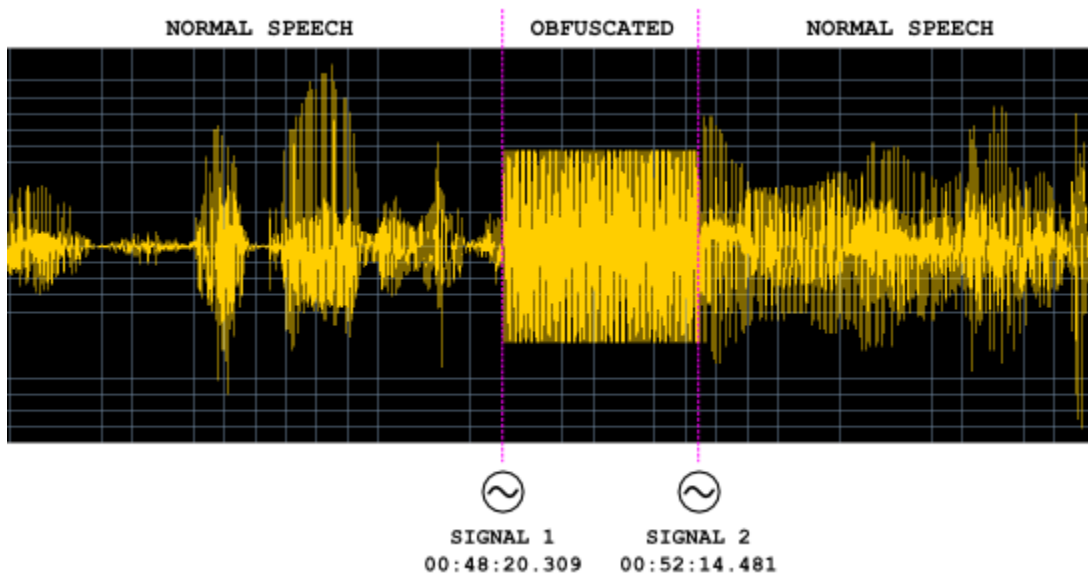 NORMAL SPEECH OBFUSCATED NORMAL SPEECH
SIGNAL 1 SIGNAL 2
00:48:20.309 00:52:14.481